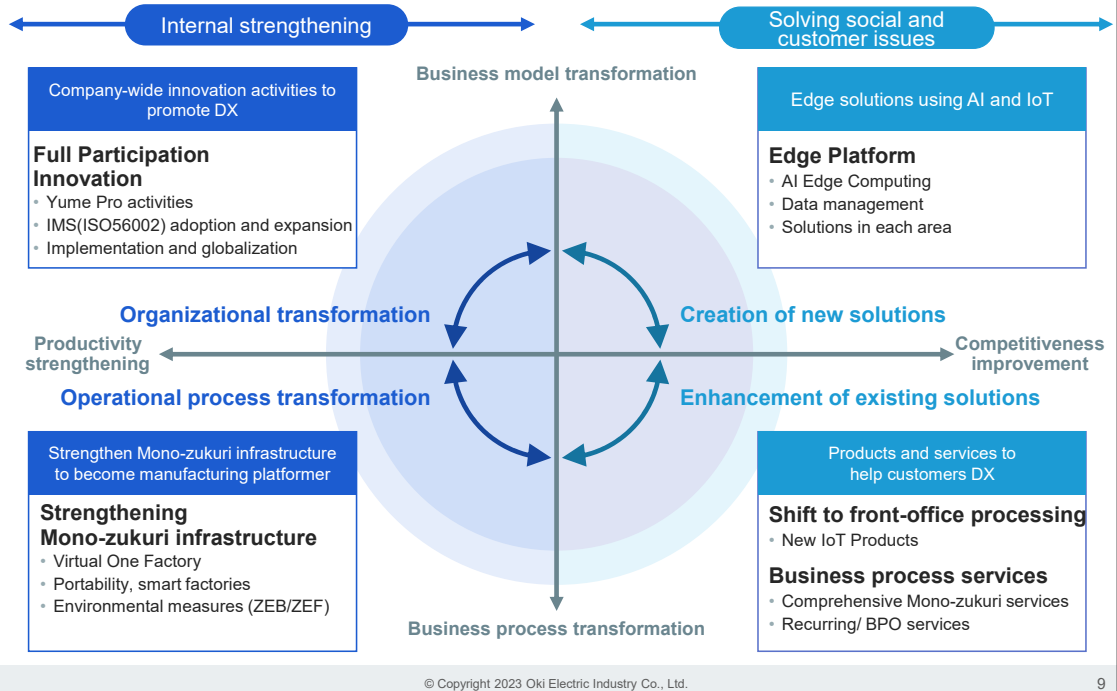 Internal strengthening
Solving social and
customer issues
Business model transformation
Company-wide innovation activities to
promote DX
Full Participation
Innovation
• Yume Pro activities
• IMS(ISO56002) adoption and expansion
• Implementation and globalization
Edge solutions using AI and IoT
Edge Platform
• AI Edge Computing
• Data management
• Solutions in each area
Organizational transformation
Creation of new solutions
Productivity
strengthening
Competitiveness
improvement
Operational process transformation
Enhancement of existing solutions
Strengthen Mono-zukuri infrastructure
to become manufacturing platformer
Strengthening
Mono-zukuri infrastructure
• Virtual One Factory
• Portability, smart factories
• Environmental measures (ZEB/ZEF)
Products and services to
help customers DX
Shift to front-office processing
• New IoT Products
Business process services
• Comprehensive Mono-zukuri services
• Recurring/ BPO services
Business process transformation
© Copyright 2023 Oki Electric Industry Co., Ltd.
9